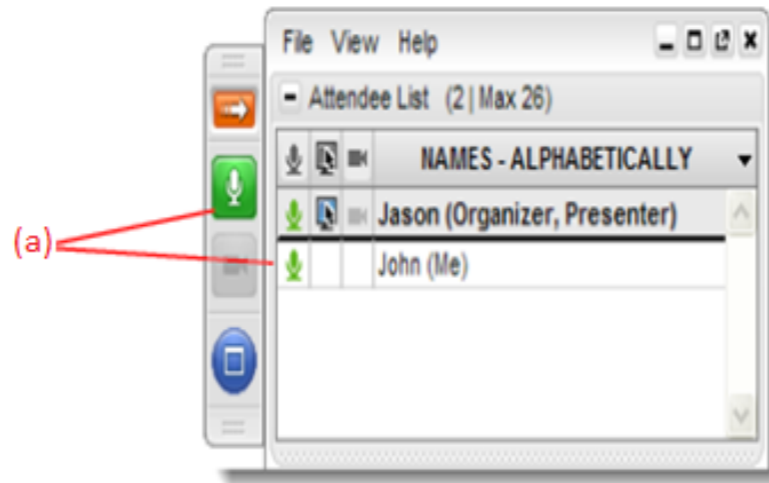 File View Help
- Attendee List (2 | Max 26)
NAMES - ALPHABETICALLY
Jason (Organizer, Presenter)
(a)
John (Me)